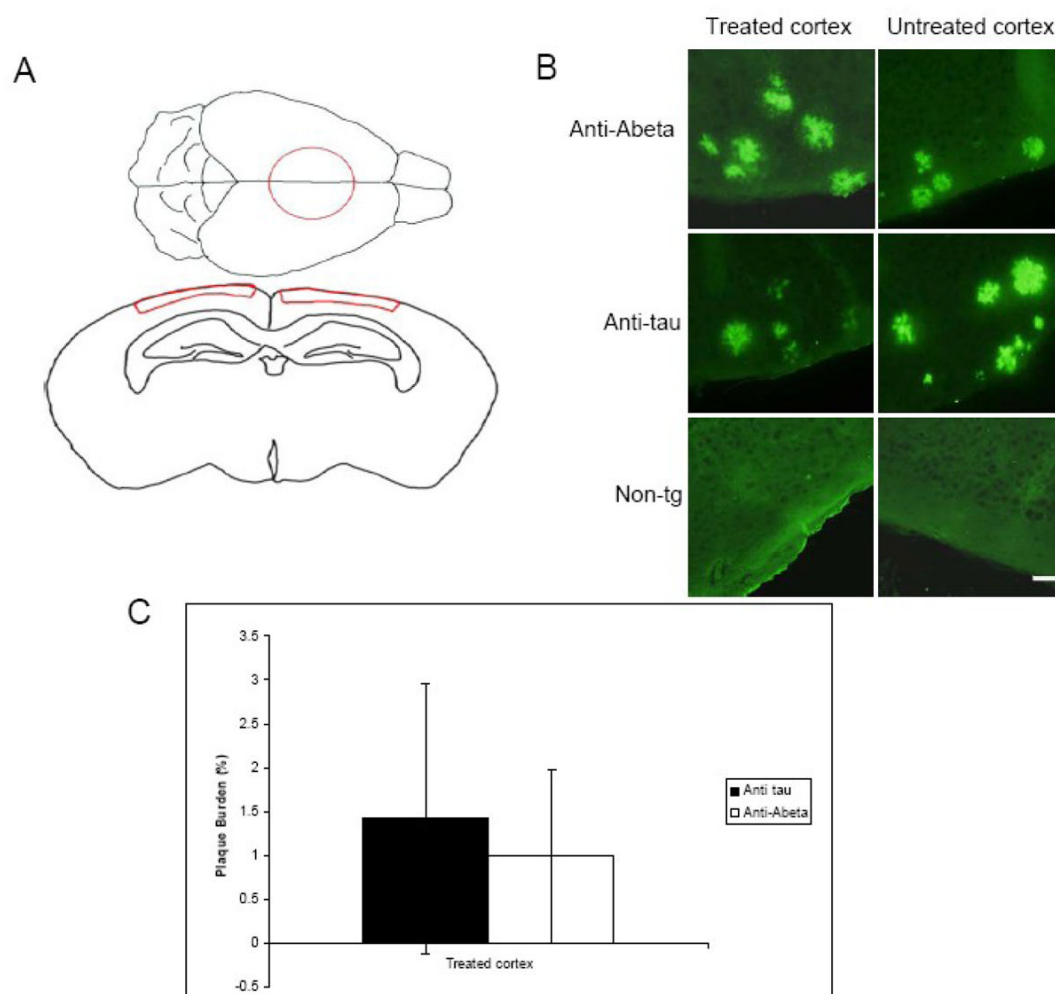 A
B
Treated cortex Untreated cortex
Anti-Abeta
Anti-tau
Non-tg
C
3.5
3
2.5
2
1.5
1
0.5
0
-0.5
Plaque Burden (%)
Treated cortex
Anti tau
Anti-Abeta